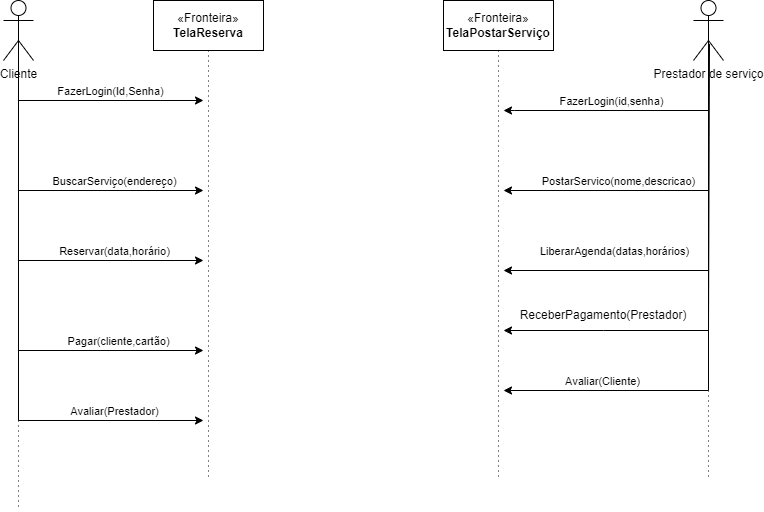 «Fronteira»
TelaReserva
«Fronteira»
TelaPostarServiço
Cliente
Prestador de serviço
FazerLogin(Id,Senha)
FazerLogin(id,senha)
BuscarServiço(endereço)
PostarServico(nome,descricao)
Reservar(data,horário)
LiberarAgenda(datas,horários)
ReceberPagamento(Prestador)
Pagar(cliente,cartão)
Avaliar(Cliente)
Avaliar(Prestador)